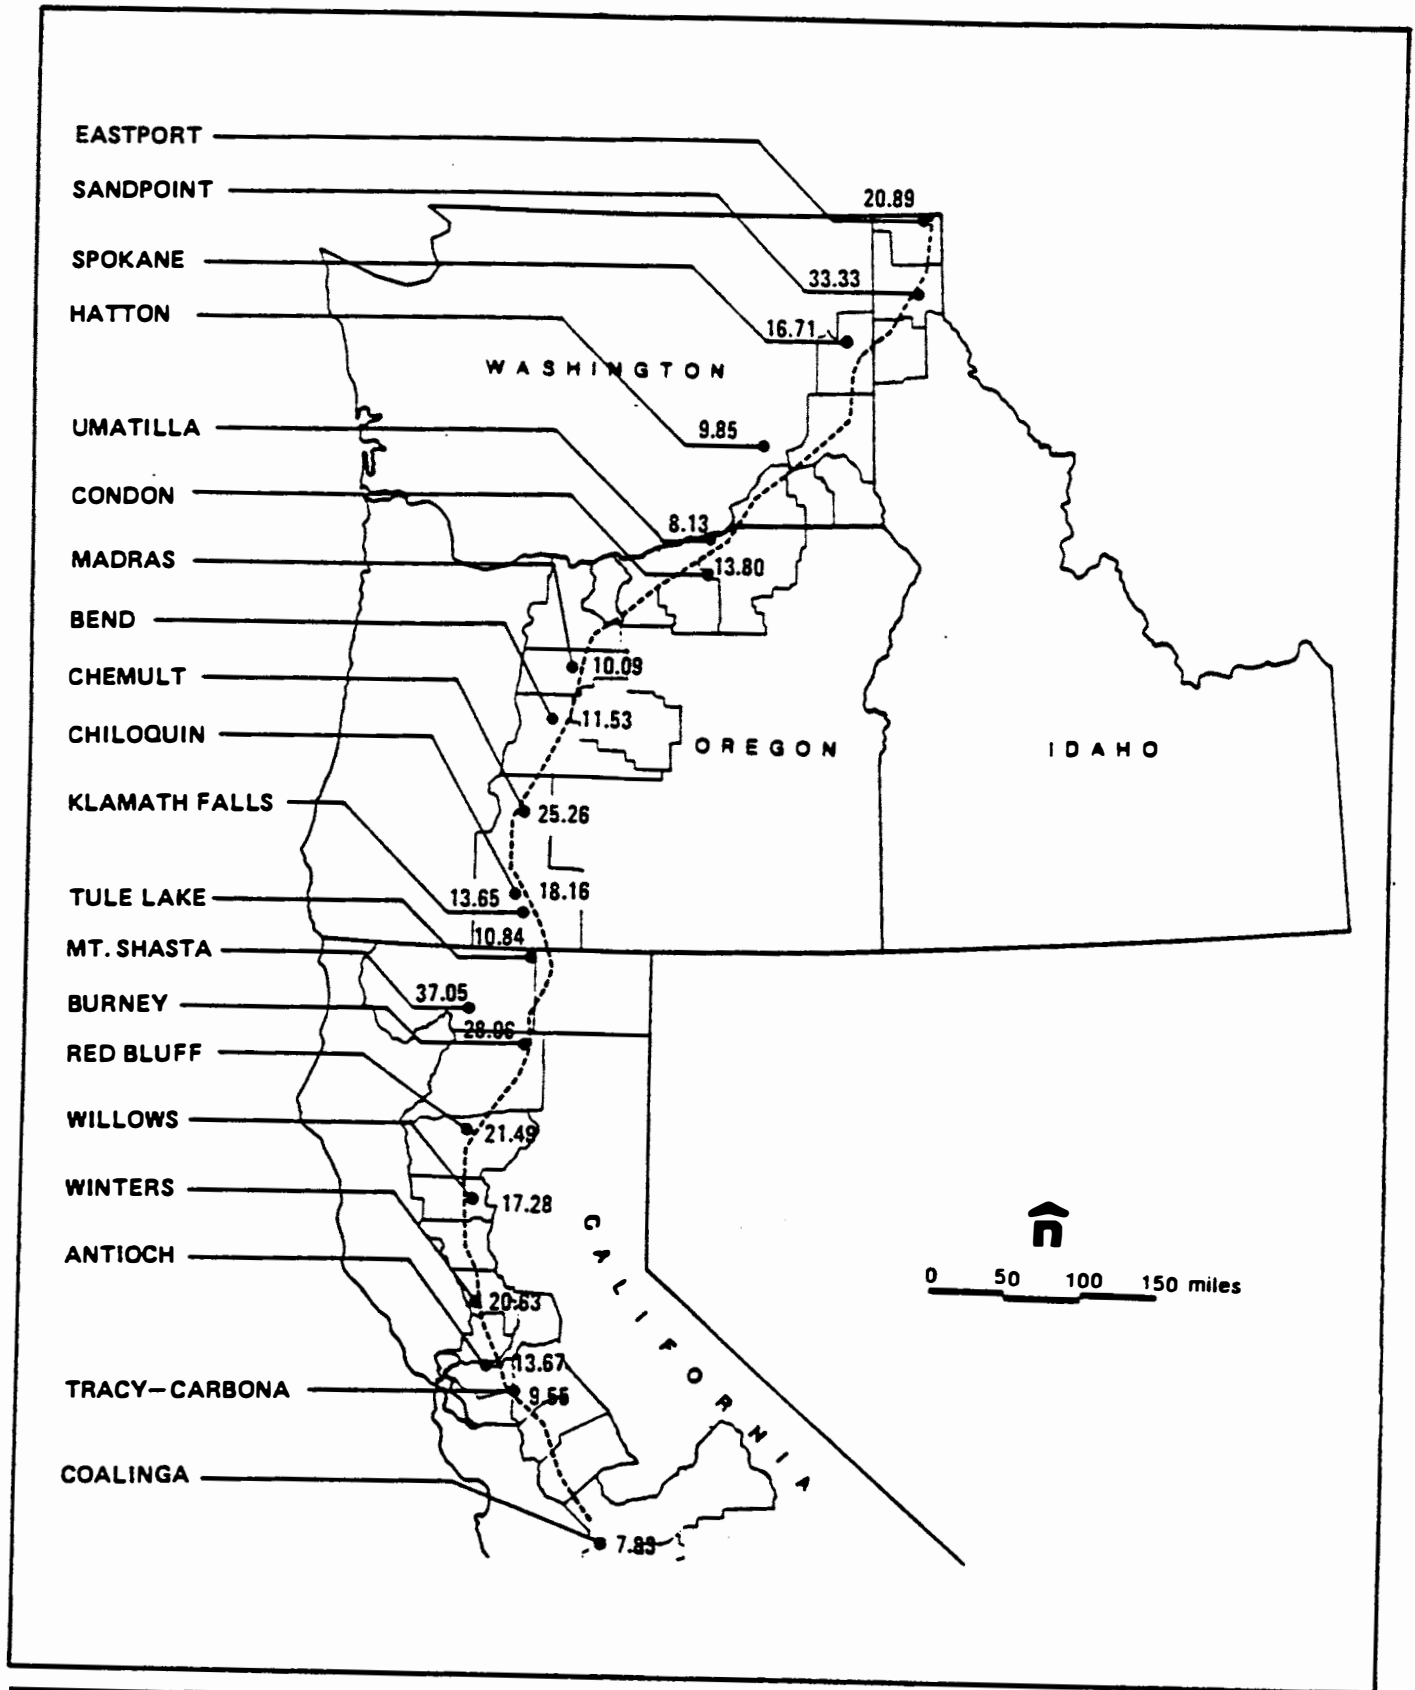 EASTPORT
20.89
SANDPOINT
33.33
SPOKANE
16.71
HATTON
WASHINGTON
9.85
UMATILLA
8.13
CONDON
13.80
MADRAS
10.09
BEND
11.53
CHEMULT
OREGON
IDAHO
CHILOQUIN
25.26
KLAMATH FALLS
18.16
13.65
TULE LAKE
10.84
MT. SHASTA
37.05
BURNEY
28.06
RED BLUFF
21.49
WILLOWS
17.28
WINTERS
20.63
CALIFORNIA
n
0 50 100 150 miles
ANTIOCH
13.67
TRACY–CARBONA
COALINGA